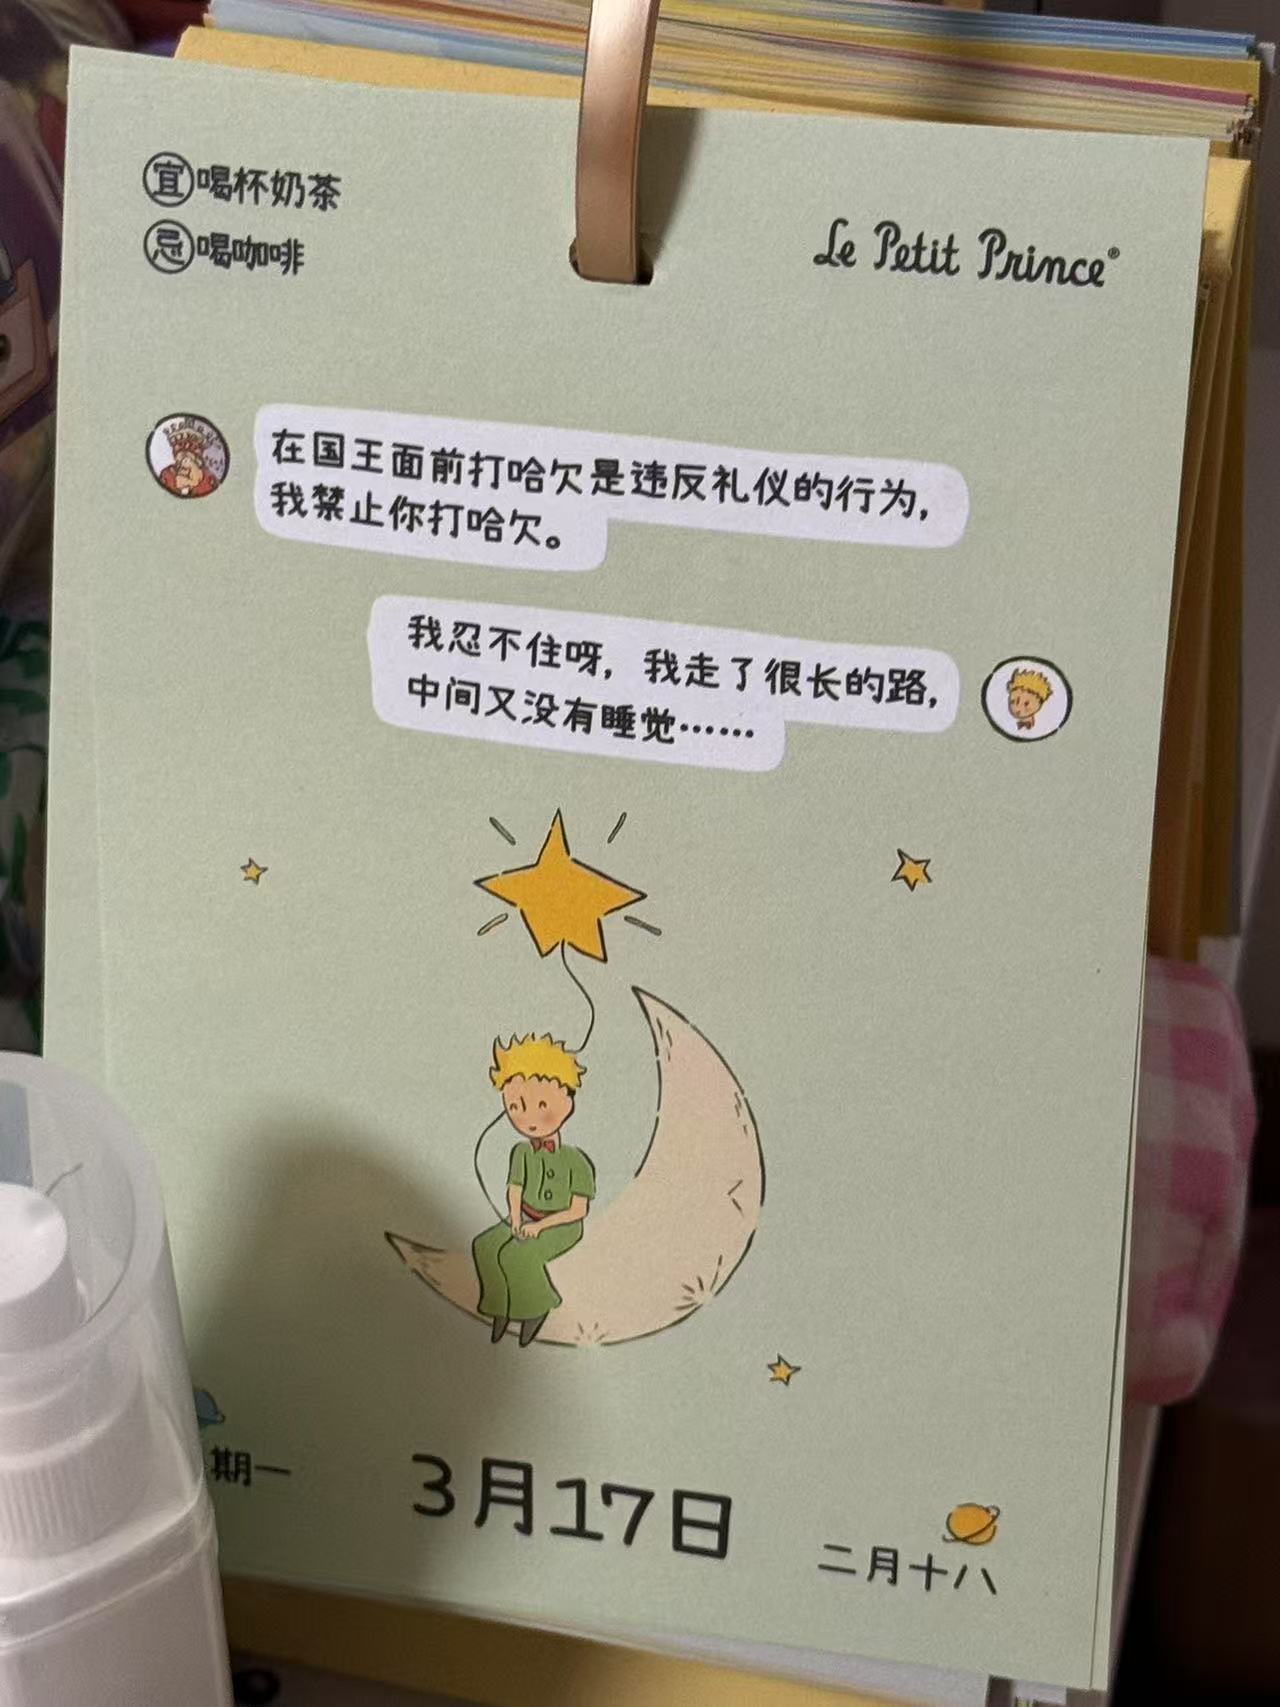 宜喝杯奶茶
忌喝咖啡
Le Petit Prince®
在国王面前打哈欠是违反礼仪的行为,
我禁止你打哈欠。
我忍不住呀, 我走了很长的路,
中间又没有睡觉……
期一
3月17日
二月十八